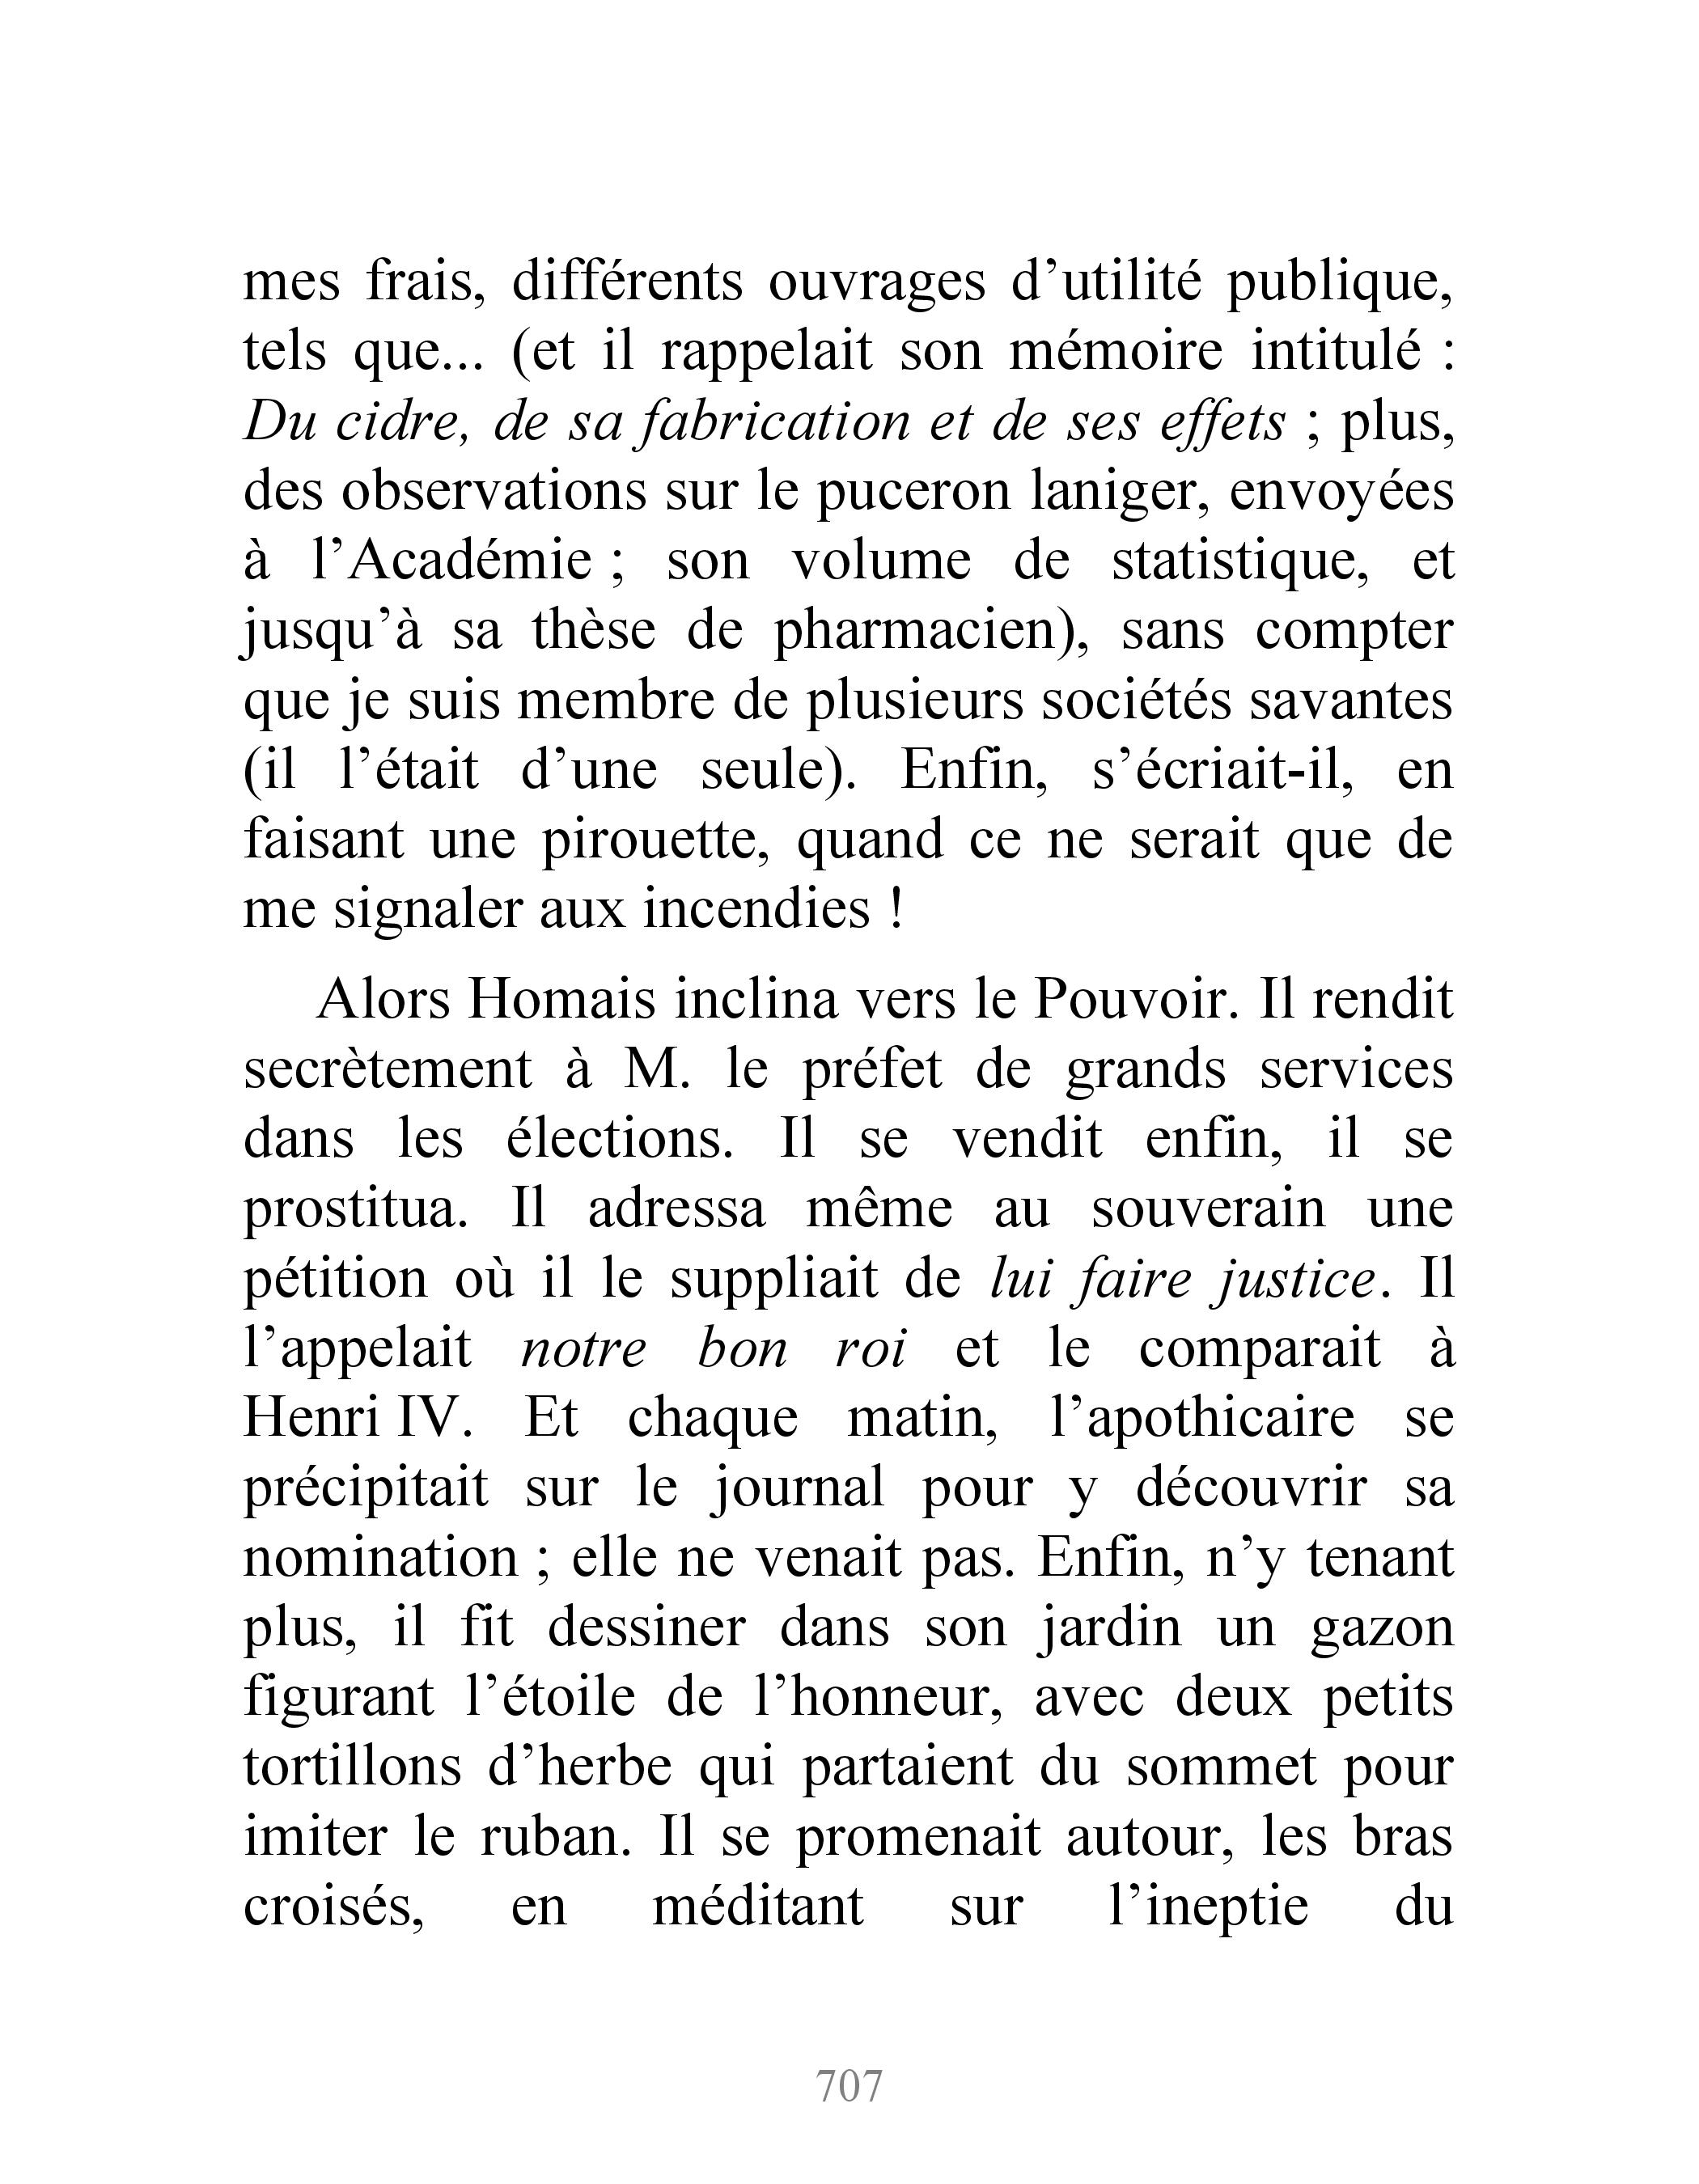 mes frais, différents ouvrages d’utilité publique,
tels que... (et il rappelait son mémoire intitulé :
Du cidre, de sa fabrication et de ses effets ; plus,
des observations sur le puceron laniger, envoyées
à l’Académie ; son volume de statistique, et
jusqu’à sa thèse de pharmacien), sans compter
que je suis membre de plusieurs sociétés savantes
(il l’était d’une seule). Enfin, s’écriait-il, en
faisant une pirouette, quand ce ne serait que de
me signaler aux incendies !
Alors Homais inclina vers le Pouvoir. Il rendit
secrètement à M. le préfet de grands services
dans les élections. Il se vendit enfin, il se
prostitua. Il adressa même au souverain une
pétition où il le suppliait de lui faire justice. Il
l’appelait notre bon roi et le comparait à
Henri IV. Et chaque matin, l’apothicaire se
précipitait sur le journal pour y découvrir sa
nomination ; elle ne venait pas. Enfin, n’y tenant
plus, il fit dessiner dans son jardin un gazon
figurant l’étoile de l’honneur, avec deux petits
tortillons d’herbe qui partaient du sommet pour
imiter le ruban. Il se promenait autour, les bras
croisés, en méditant sur l’ineptie du
707